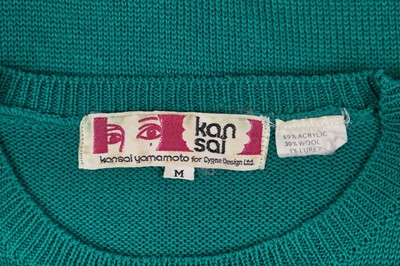 kan
sai
kansai yamamoto for Cygne Design Ltd.
M
69% ACRYLIC
30% WOOL
1% LUREX